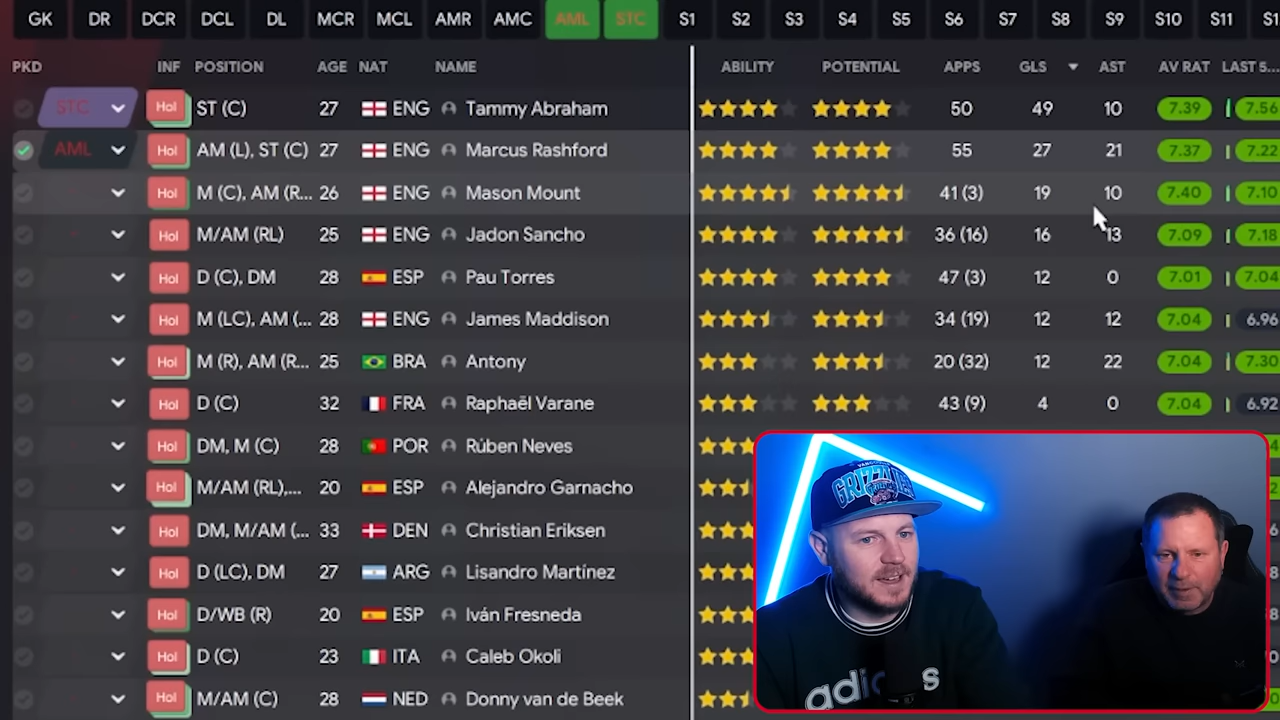 GK DR DCR DCL DL MCR MCL AMR AMC AML STC S1 S2 S3 S4 S5 S6 S7 S8 S9 S10 S11
PKD INF POSITION AGE NAT NAME ABILITY POTENTIAL APPS GLS AST AV RAT LAST 5...
STC Hol ST (C) 27 ENG Tammy Abraham 50 49 10 7.39 7.56
AML Hol AM (L), ST (C) 27 ENG Marcus Rashford 55 27 21 7.37 7.22
Hol M (C), AM (R... 26 ENG Mason Mount 41 (3) 19 10 7.40 7.10
Hol M/AM (RL) 25 ENG Jadon Sancho 36 (16) 16 13 7.09 7.18
Hol D (C), DM 28 ESP Pau Torres 47 (3) 12 0 7.01 7.04
Hol M (LC), AM (... 28 ENG James Maddison 34 (19) 12 12 7.04 6.96
Hol M (R), AM (R... 25 BRA Antony 20 (32) 12 22 7.04 7.30
Hol D (C) 32 FRA Raphaël Varane 43 (9) 4 0 7.04 6.92
Hol DM, M (C) 28 POR Rúben Neves
Hol M/AM (RL),... 20 ESP Alejandro Garnacho
Hol DM, M/AM (... 33 DEN Christian Eriksen
Hol D (LC), DM 27 ARG Lisandro Martínez
Hol D/WB (R) 20 ESP Iván Fresneda
Hol D (C) 23 ITA Caleb Okoli
Hol M/AM (C) 28 NED Donny van de Beek
GRIZZLIES